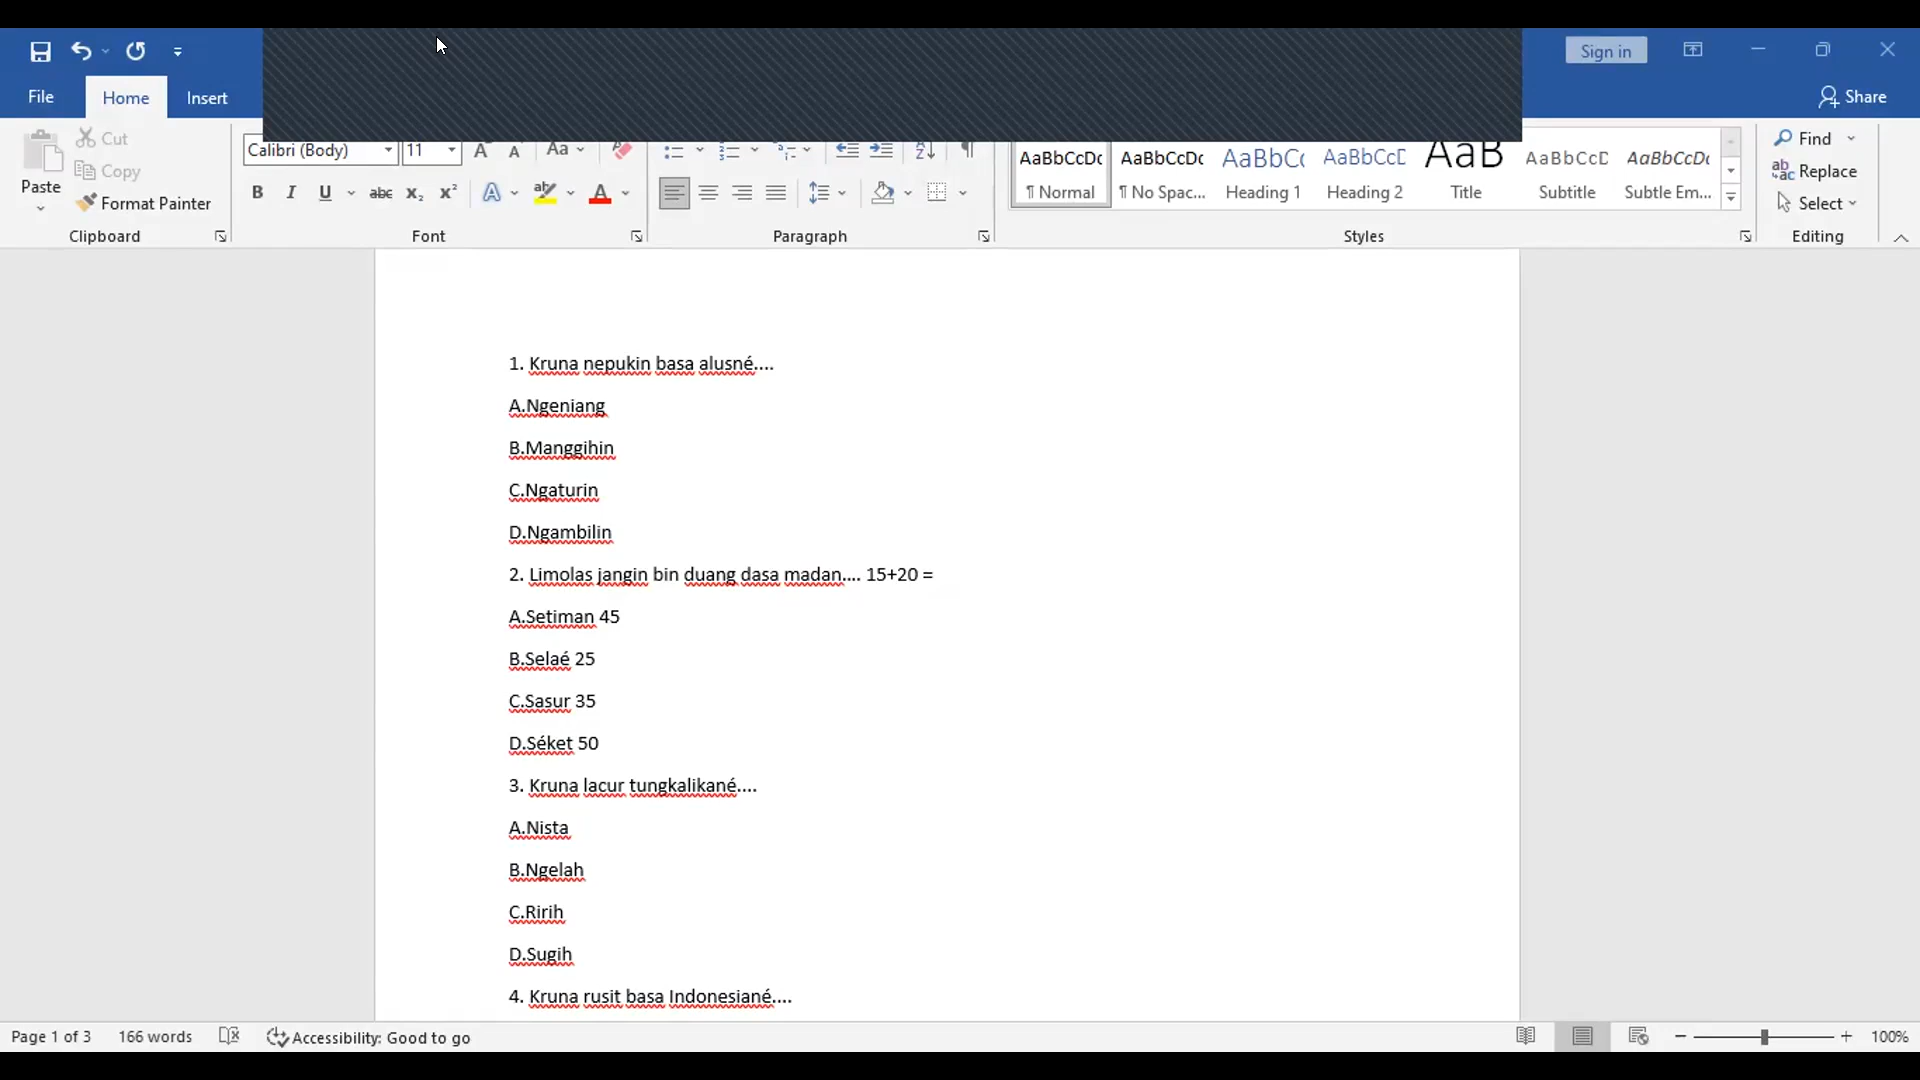 Sign in
File
Home
Insert
Share
Paste
Cut
Copy
Format Painter
Clipboard
Calibri (Body)
11
Font
Paragraph
AaBbCcDc
¶ Normal
AaBbCcDc
¶ No Spac...
AaBbCc
Heading 1
AaBbCcD
Heading 2
AaB
Title
AaBbCcD
Subtitle
AaBbCcDc
Subtle Em...
Styles
Find
Replace
Select
Editing
1. Kruna nepukin basa alusné....
A.Ngeniang
B.Manggihin
C.Ngaturin
D.Ngambilin
2. Limolas jangin bin duang dasa madan.... 15+20 =
A.Setiman 45
B.Selaé 25
C.Sasur 35
D.Séket 50
3. Kruna lacur tungkalikané....
A.Nista
B.Ngelah
C.Ririh
D.Sugih
4. Kruna rusit basa Indonesiané....
Page 1 of 3
166 words
Accessibility: Good to go
100%